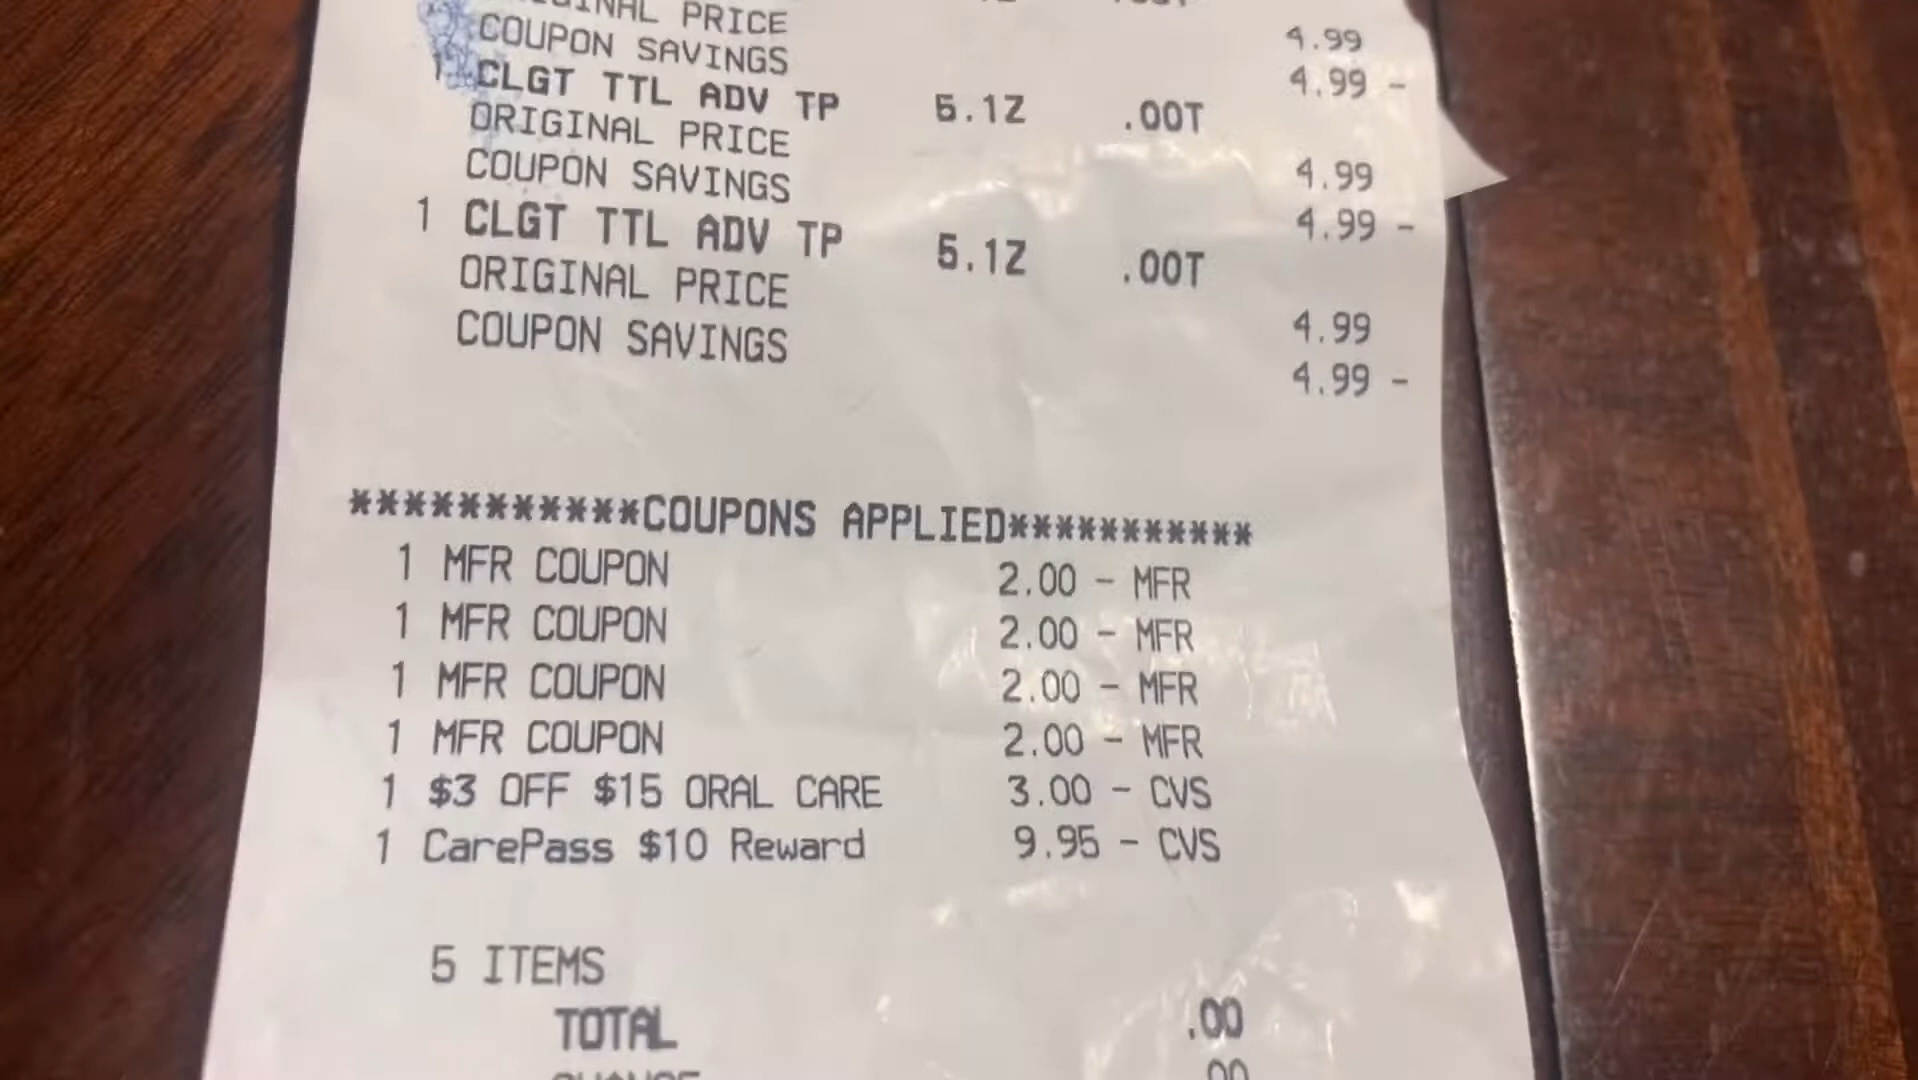 PRICE
4.99
COUPON SAVINGS
4.99 -
1 CLGT TTL ADV TP 5.1Z .00T
ORIGINAL PRICE
4.99
COUPON SAVINGS
4.99 -
1 CLGT TTL ADV TP 5.1Z .00T
ORIGINAL PRICE
4.99
COUPON SAVINGS
4.99 -
***********COUPONS APPLIED***********
1 MFR COUPON 2.00 - MFR
1 MFR COUPON 2.00 - MFR
1 MFR COUPON 2.00 - MFR
1 MFR COUPON 2.00 - MFR
1 $3 OFF $15 ORAL CARE 3.00 - CVS
1 CarePass $10 Reward 9.95 - CVS
5 ITEMS
TOTAL .00